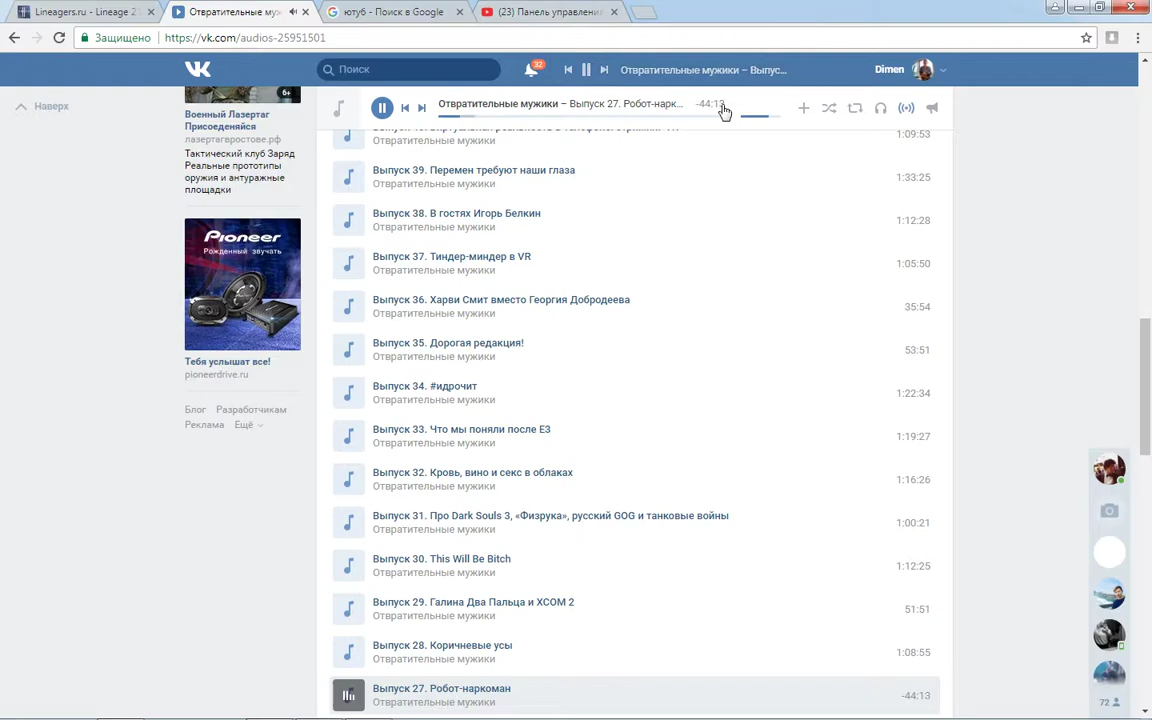 Lineagers.ru - Lineage 2
Отвратительные муж
ютуб - Поиск в Google
(23) Панель управления
Защищено
https://vk.com/audios-25951501
Поиск
32
Отвратительные мужики – Выпус...
Dimen
Наверх
6+
Военный Лазертаг
Присоеденяйся
лазертагвростове.рф
Тактический клуб Заряд
Реальные прототипы
оружия и антуражные
площадки
PIONEER
Рожденный звучать
Тебя услышат все!
pioneerdrive.ru
Блог Разработчикам
Реклама Ещё
Отвратительные мужики – Выпуск 27. Робот-нарк...
-44:13
1:09:53
Отвратительные мужики
Выпуск 39. Перемен требуют наши глаза
Отвратительные мужики
1:33:25
Выпуск 38. В гостях Игорь Белкин
Отвратительные мужики
1:12:28
Выпуск 37. Тиндер-миндер в VR
Отвратительные мужики
1:05:50
Выпуск 36. Харви Смит вместо Георгия Добродеева
Отвратительные мужики
35:54
Выпуск 35. Дорогая редакция!
Отвратительные мужики
53:51
Выпуск 34. #идрочит
Отвратительные мужики
1:22:34
Выпуск 33. Что мы поняли после E3
Отвратительные мужики
1:19:27
Выпуск 32. Кровь, вино и секс в облаках
Отвратительные мужики
1:16:26
Выпуск 31. Про Dark Souls 3, «Физрука», русский GOG и танковые войны
Отвратительные мужики
1:00:21
Выпуск 30. This Will Be Bitch
Отвратительные мужики
1:12:25
Выпуск 29. Галина Два Пальца и XCOM 2
Отвратительные мужики
51:51
Выпуск 28. Коричневые усы
Отвратительные мужики
1:08:55
Выпуск 27. Робот-наркоман
Отвратительные мужики
-44:13
72